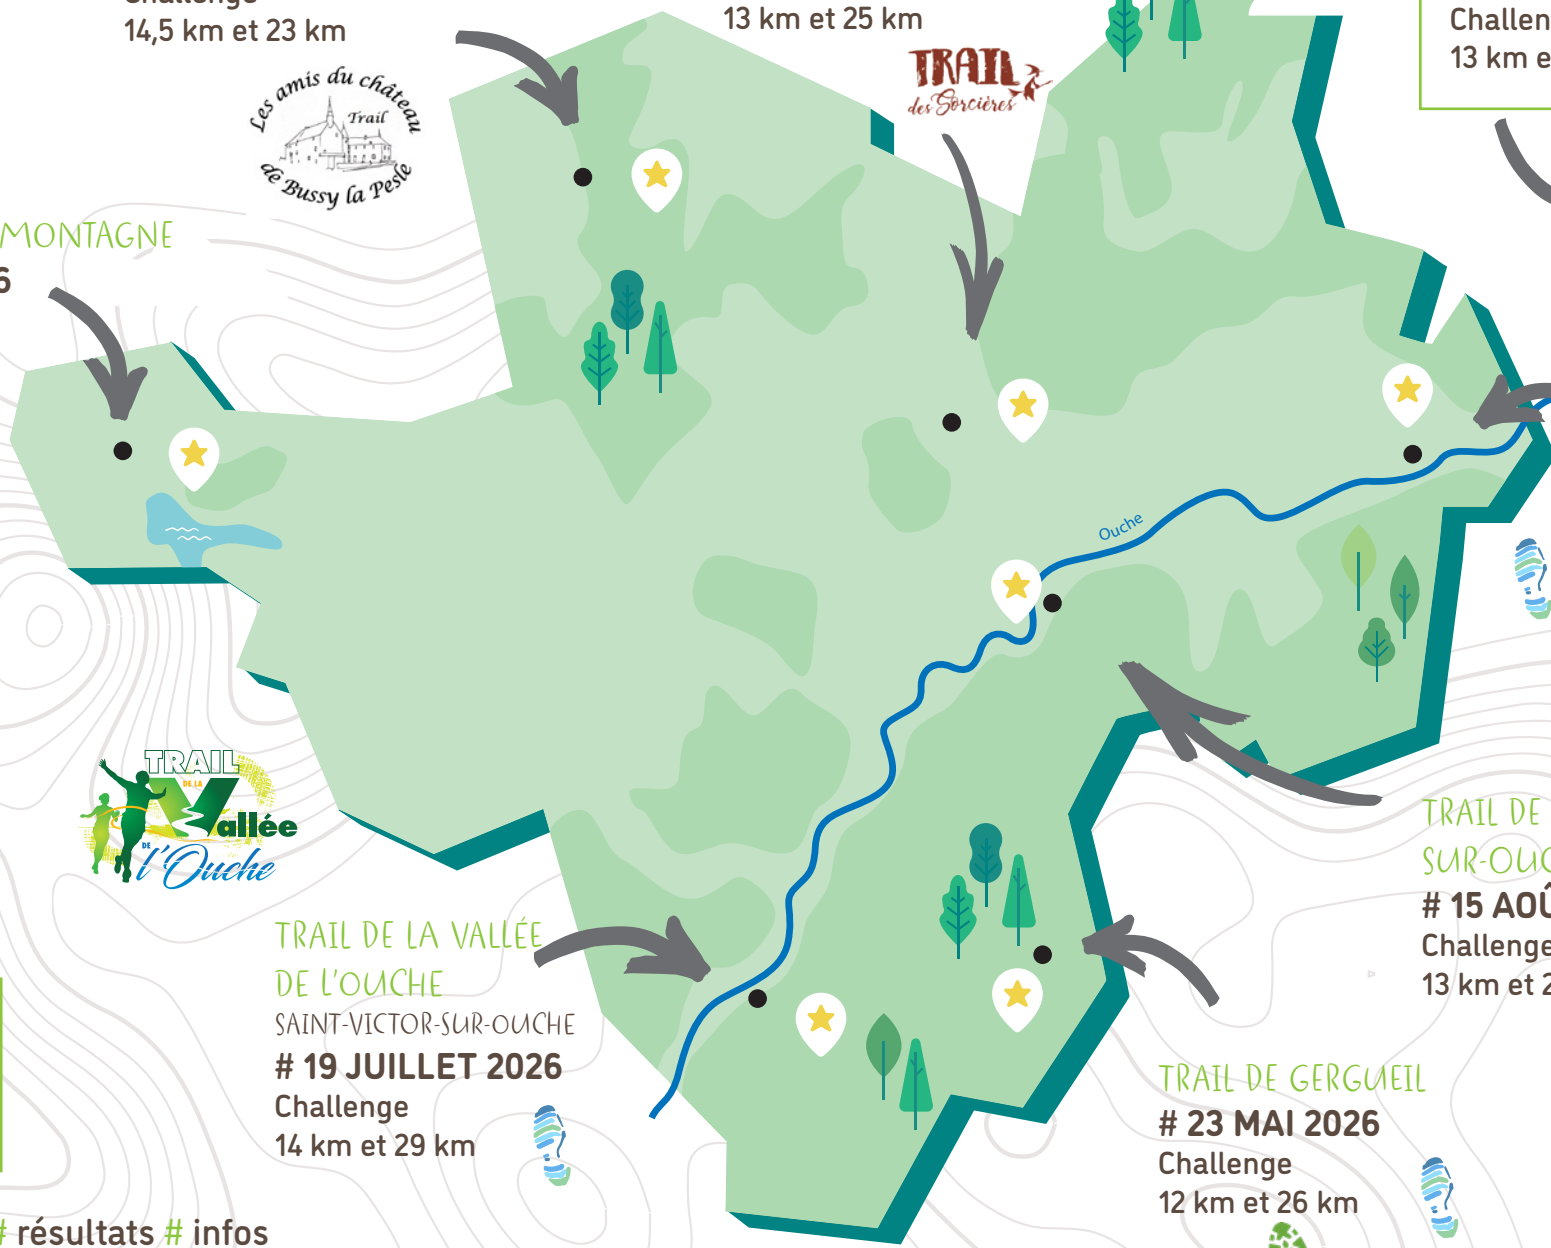 14,5 km et 23 km
13 km et 25 km
13 km e
Les amis du château
Trail
de Bussy la Pesle
TRAIL
des Sorcières
MONTAGNE
6
Ouche
TRAIL
DE LA
Vallée
DE
l'Ouche
TRAIL DE LA VALLÉE
DE L'OUCHE
SAINT-VICTOR-SUR-OUCHE
# 19 JUILLET 2026
Challenge
14 km et 29 km
TRAIL DE
SUR-OUC
# 15 AOÛ
Challenge
13 km et 2
TRAIL DE GERGUEIL
# 23 MAI 2026
Challenge
12 km et 26 km
# résultats # infos